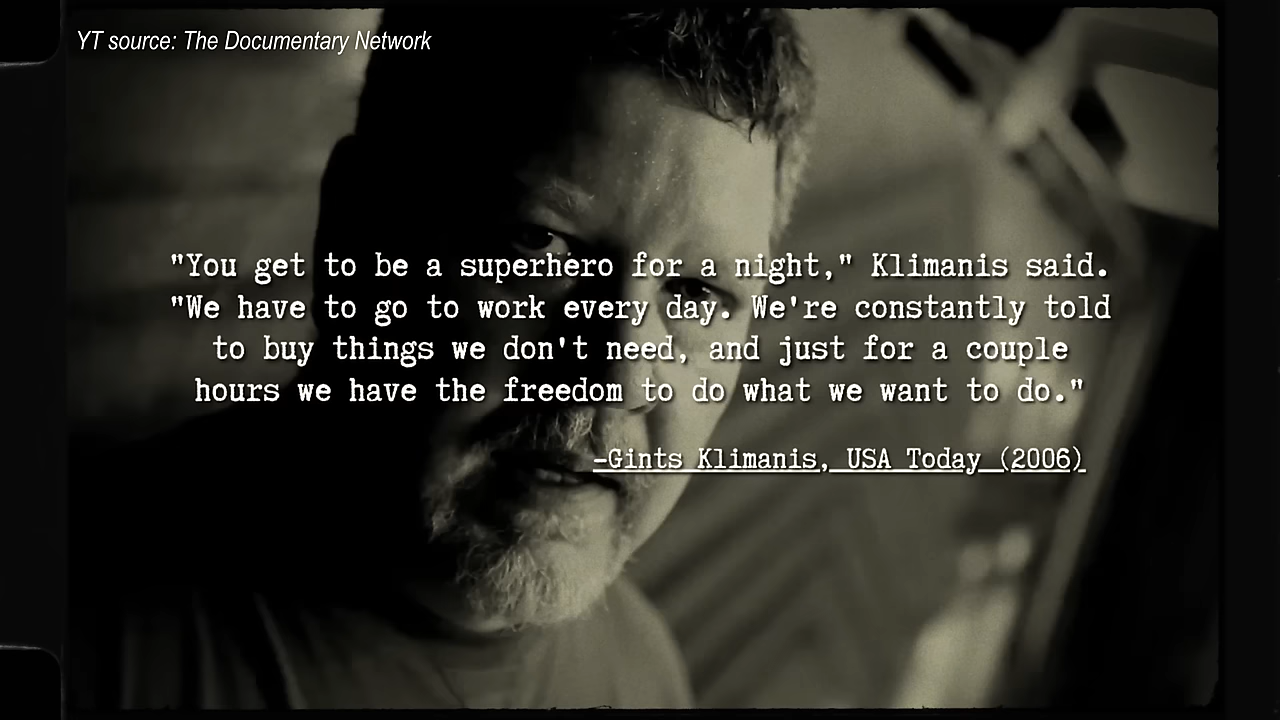 YT source: The Documentary Network
"You get to be a superhero for a night," Klimanis said.
"We have to go to work every day. We're constantly told
to buy things we don't need, and just for a couple
hours we have the freedom to do what we want to do."
-Gints Klimanis, USA Today (2006)